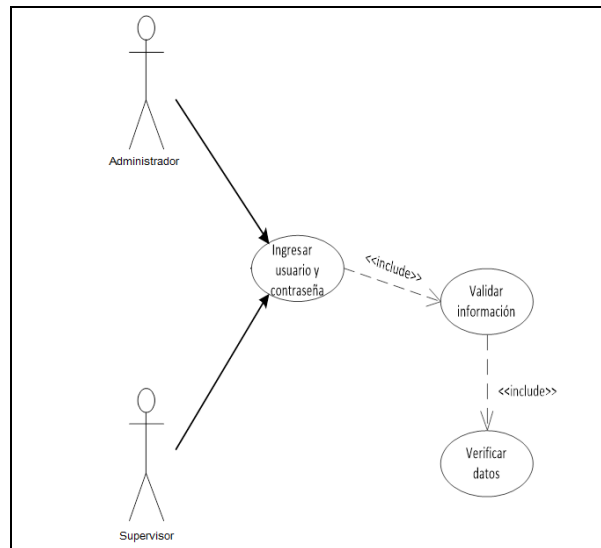 Administrador
Ingresar
usuario y
contraseña
<<include>>
Validar
información
<<include>>
Verificar
datos
Supervisor